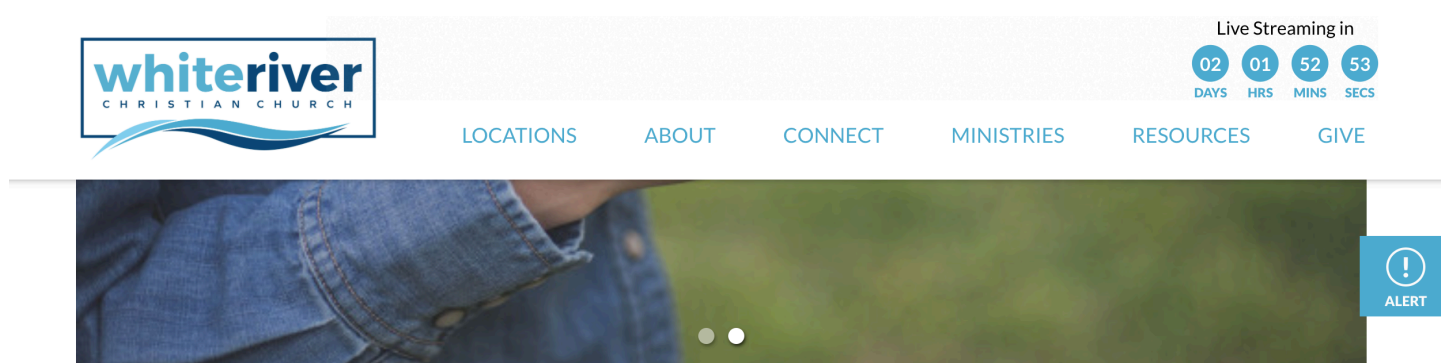 whiteriver
CHRISTIAN CHURCH
Live Streaming in
02 01 52 53
DAYS HRS MINS SECS
LOCATIONS ABOUT CONNECT MINISTRIES RESOURCES GIVE
!
ALERT